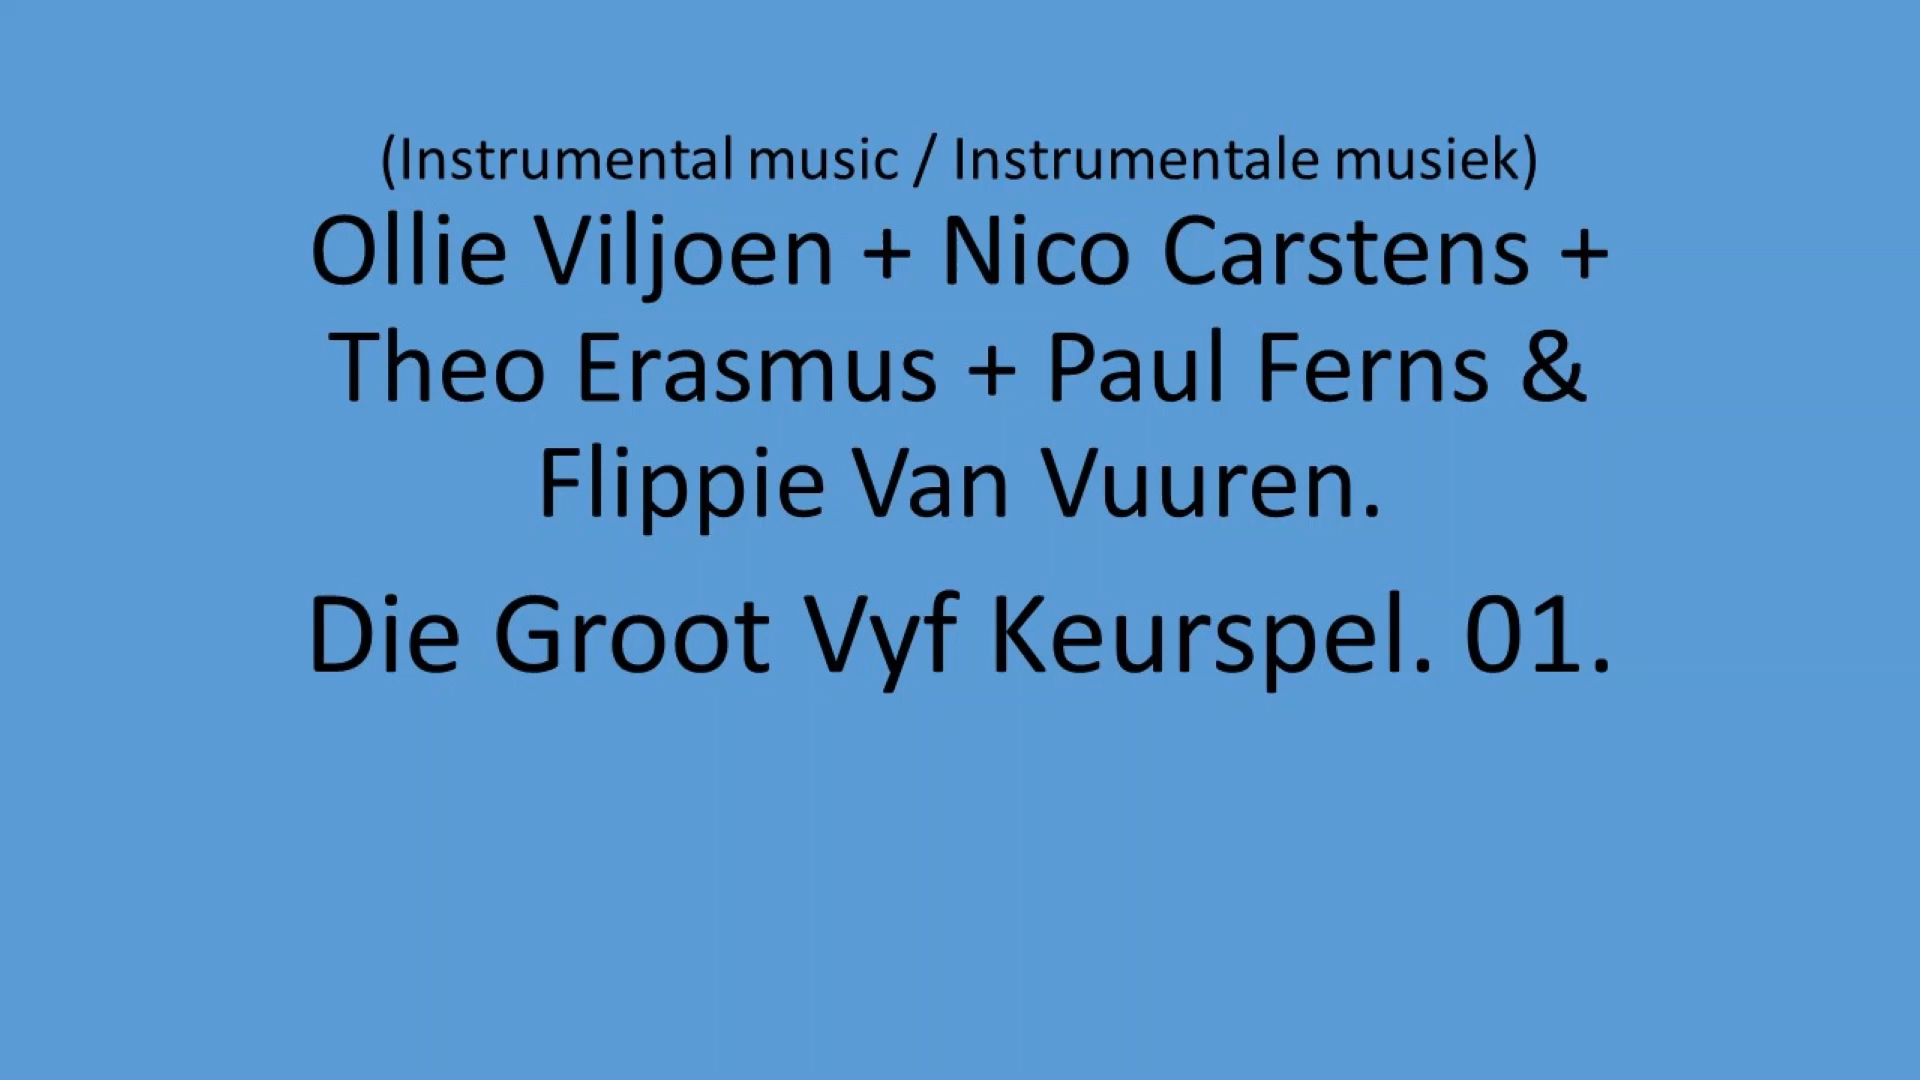 (Instrumental music / Instrumentale musiek)
Ollie Viljoen + Nico Carstens +
Theo Erasmus + Paul Ferns &
Flippie Van Vuuren.
Die Groot Vyf Keurspel. 01.